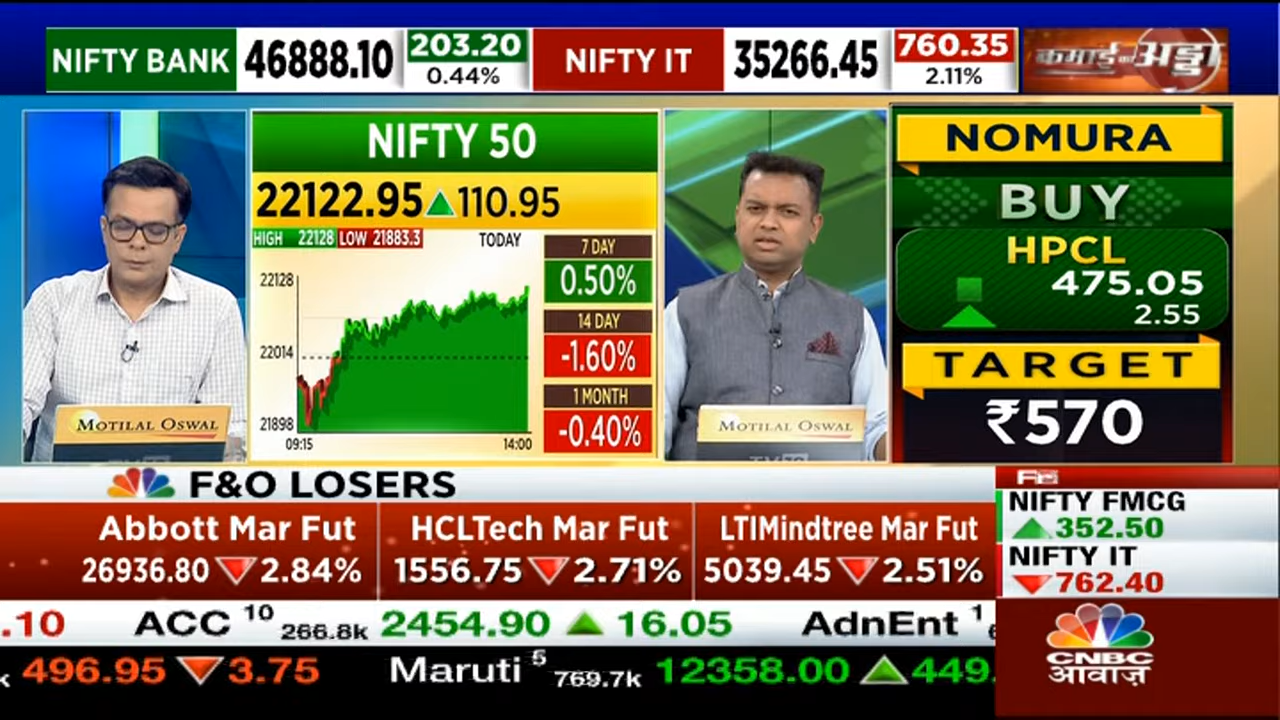 NIFTY BANK 46888.10 203.20 0.44% NIFTY IT 35266.45 760.35 2.11% कमाई का अड्डा
NIFTY 50
22122.95 110.95
HIGH 22128 LOW 21883.3 TODAY
22128
22014
21898
09:15 14:00
7 DAY
0.50%
14 DAY
-1.60%
1 MONTH
-0.40%
MOTILAL OSWAL
MOTILAL OSWAL
NOMURA
BUY
HPCL
475.05
2.55
TARGET
₹570
F&O LOSERS
Abbott Mar Fut
26936.80 2.84%
HCLTech Mar Fut
1556.75 2.71%
LTIMindtree Mar Fut
5039.45 2.51%
NIFTY FMCG
352.50
NIFTY IT
762.40
.10 ACC 10 266.8k 2454.90 16.05 AdnEnt 1
496.95 3.75 Maruti 5 769.7k 12358.00 449.
CNBC
आवाज़